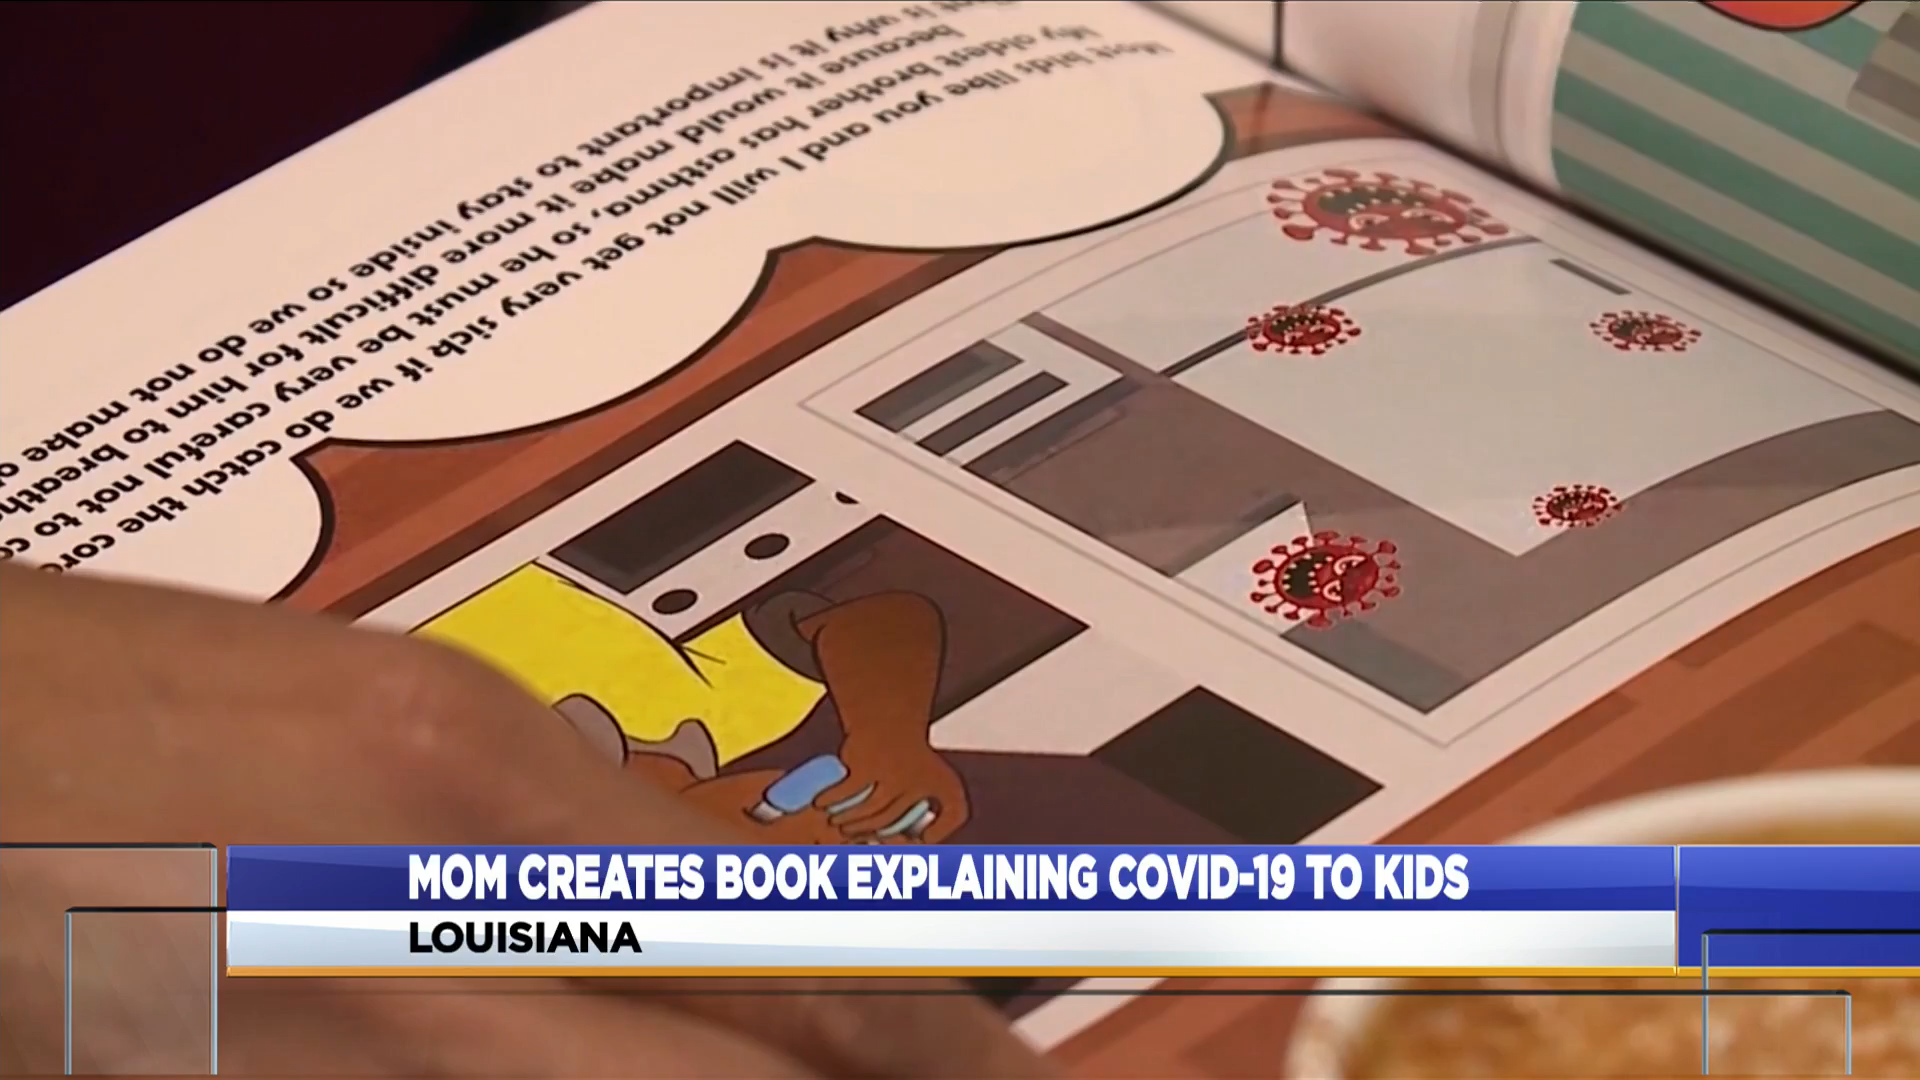 Most kids like you and I will not get very sick if we do catch the
My oldest brother has asthma, so he must be very careful not to
because it would make it more difficult for him to
is why it is important to stay inside so we do not make
MOM CREATES BOOK EXPLAINING COVID-19 TO KIDS
LOUISIANA